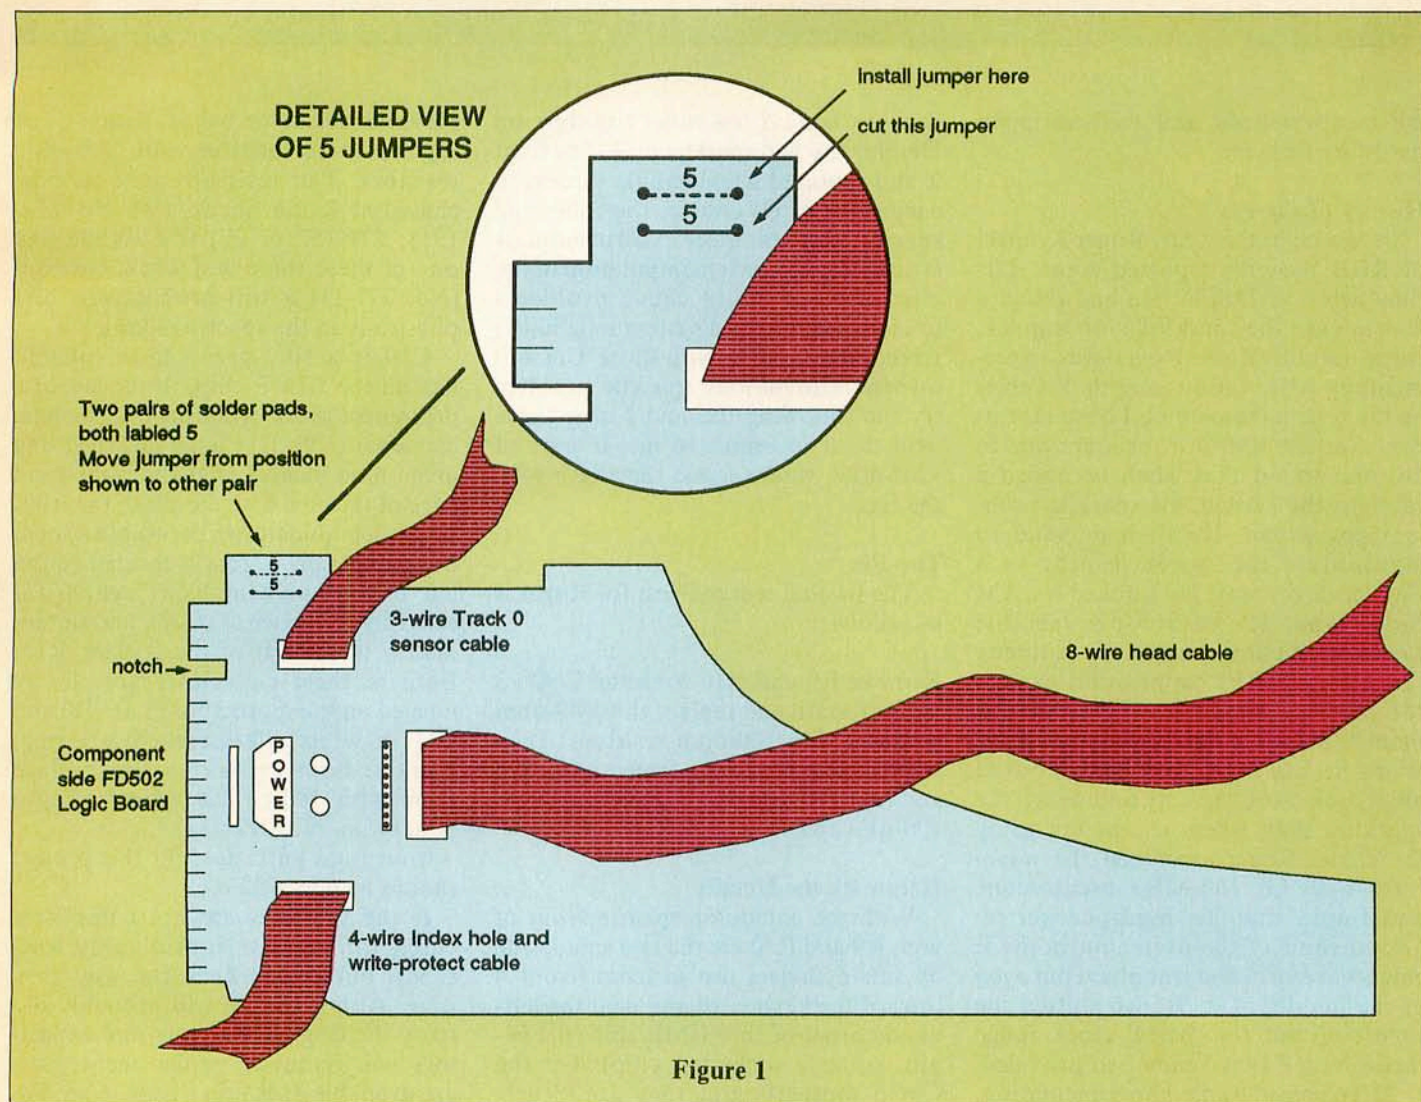 DETAILED VIEW
OF 5 JUMPERS
install jumper here
cut this jumper
5
5
Two pairs of solder pads,
both labled 5
Move jumper from position
shown to other pair
5
5
3-wire Track 0
sensor cable
8-wire head cable
notch
Component
side FD502
Logic Board
POWER
4-wire Index hole and
write-protect cable
Figure 1